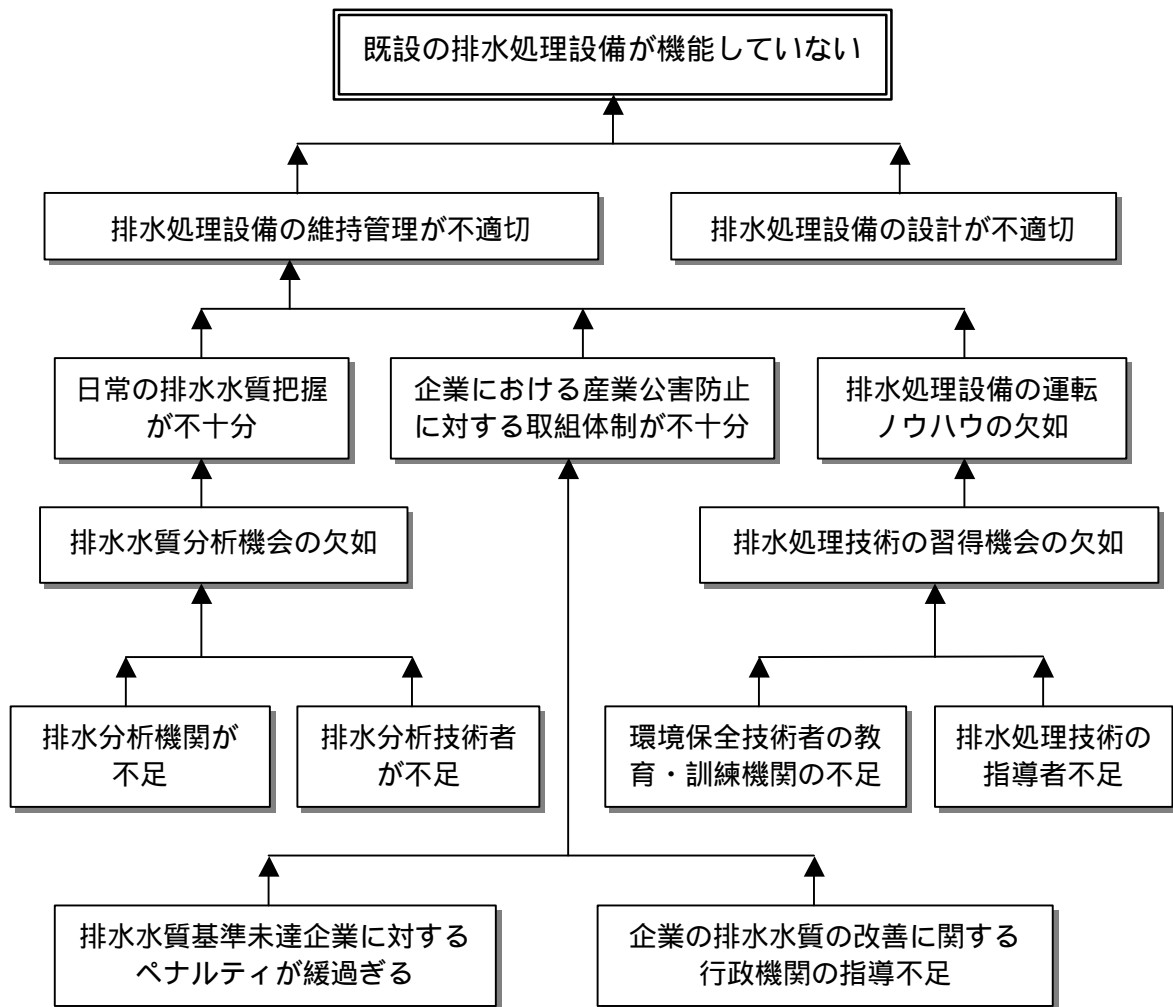 既設の排水処理設備が機能していない
排水処理設備の維持管理が不適切
排水処理設備の設計が不適切
日常の排水水質把握
が不十分
企業における産業公害防止
に対する取組体制が不十分
排水処理設備の運転
ノウハウの欠如
排水水質分析機会の欠如
排水処理技術の習得機会の欠如
排水分析機関が
不足
排水分析技術者
が不足
環境保全技術者の教
育・訓練機関の不足
排水処理技術の
指導者不足
排水水質基準未達企業に対する
ペナルティが緩過ぎる
企業の排水水質の改善に関する
行政機関の指導不足